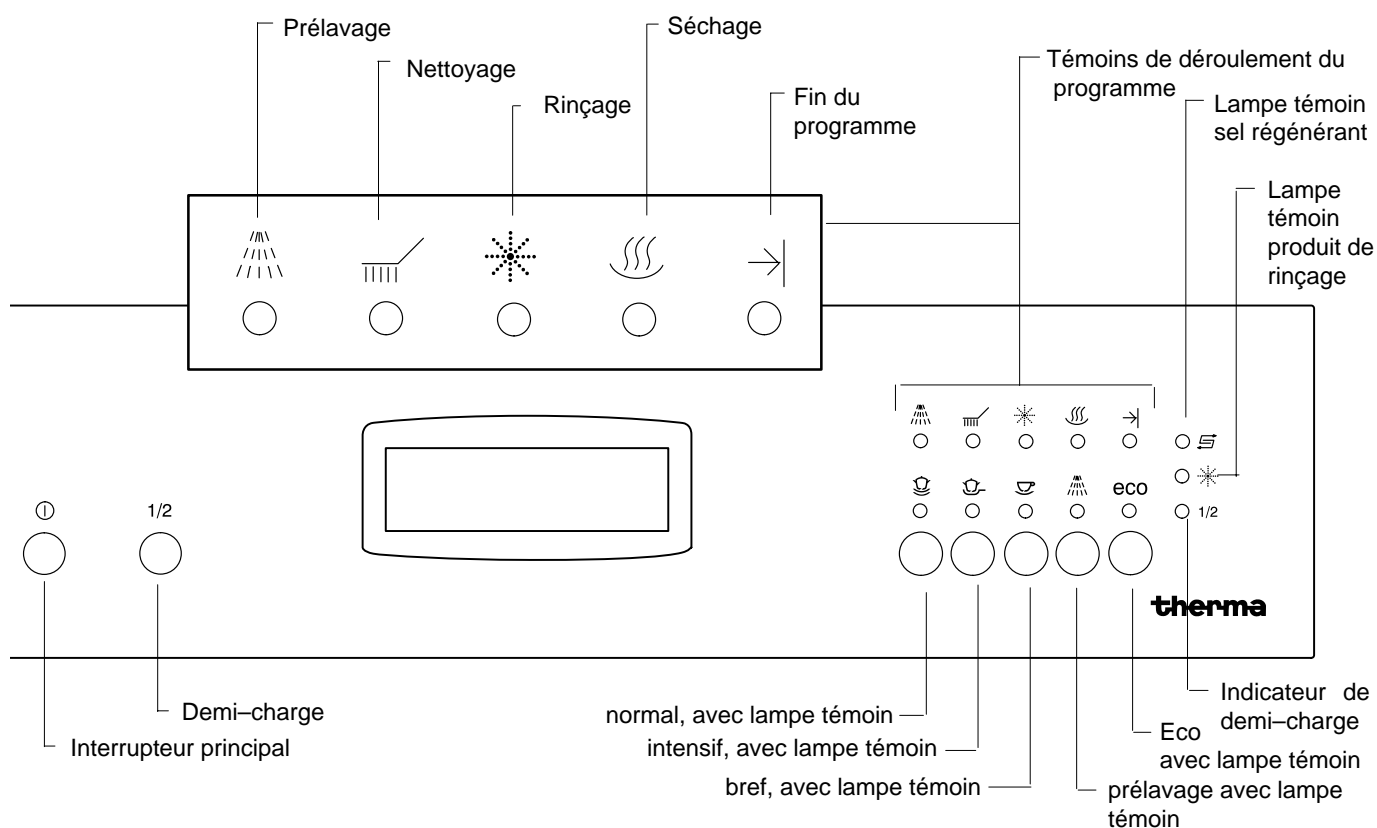 Prélavage
Nettoyage
Rinçage
Séchage
Fin du
programme
Témoins de déroulement du
programme
Lampe témoin
sel régénérant
Lampe
témoin
produit de
rinçage
1/2
eco
1/2
therma
Demi–charge
Interrupteur principal
normal, avec lampe témoin
intensif, avec lampe témoin
bref, avec lampe témoin
Indicateur de
demi–charge
Eco
avec lampe témoin
prélavage avec lampe
témoin